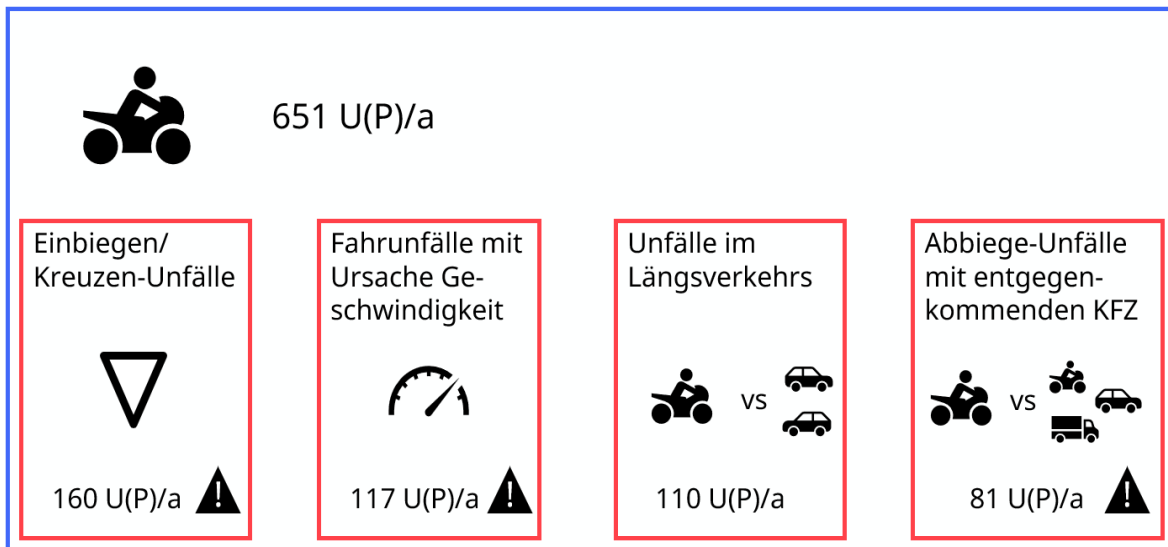 651 U(P)/a
Einbiegen/
Kreuzen-Unfälle
160 U(P)/a
Fahrunfälle mit
Ursache Ge-
schwindigkeit
117 U(P)/a
Unfälle im
Längsverkehrs
vs
110 U(P)/a
Abbiege-Unfälle
mit entgegen-
kommenden KFZ
vs
81 U(P)/a